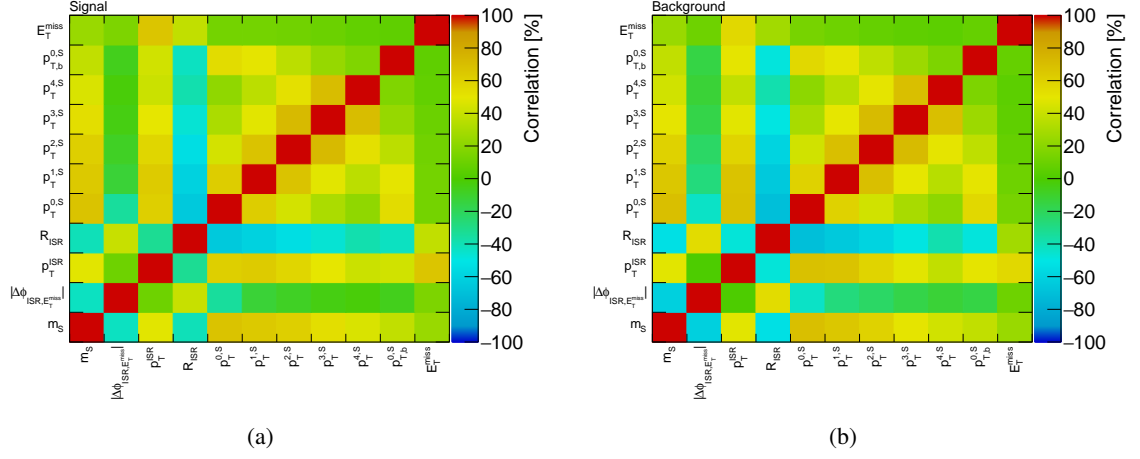 Signal
E_T^miss
p_T,b^0,S
p_T^4,S
p_T^3,S
p_T^2,S
p_T^1,S
p_T^0,S
R_ISR
p_T^ISR
|Δϕ_ISR,E_T^miss|
m_S
m_S |Δϕ_ISR,E_T^miss| p_T^ISR R_ISR p_T^0,S p_T^1,S p_T^2,S p_T^3,S p_T^4,S p_T,b^0,S E_T^miss
100
80
60
40
20
0
−20
−40
−60
−80
−100
Correlation [%]
(a)
Background
E_T^miss
p_T,b^0,S
p_T^4,S
p_T^3,S
p_T^2,S
p_T^1,S
p_T^0,S
R_ISR
p_T^ISR
|Δϕ_ISR,E_T^miss|
m_S
m_S |Δϕ_ISR,E_T^miss| p_T^ISR R_ISR p_T^0,S p_T^1,S p_T^2,S p_T^3,S p_T^4,S p_T,b^0,S E_T^miss
100
80
60
40
20
0
−20
−40
−60
−80
−100
Correlation [%]
(b)